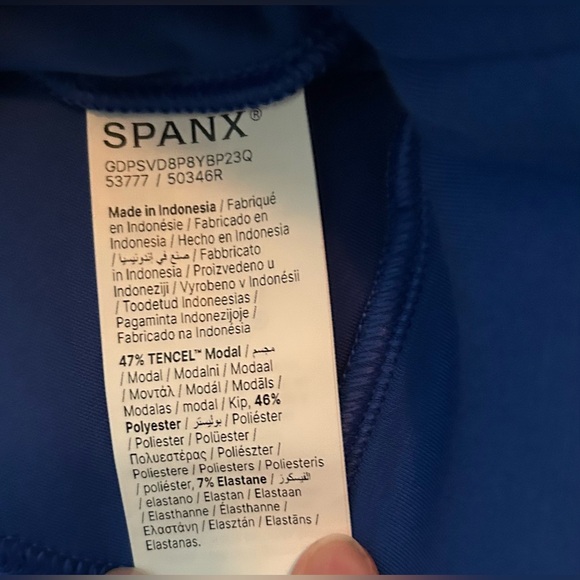 SPANX®
GDPSVD8P8YBP23Q
53777 / 50346R
Made in Indonesia / Fabriqué
en Indonésie / Fabricado en
Indonesia / Hecho en Indonesia
/ صنع في إندونيسيا / Fabbricato
in Indonesia / Proizvedeno u
Indoneziji / Vyrobeno v Indonésii
/ Toodetud Indoneesias /
Pagaminta Indonezijoje /
Fabricado na Indonésia
47% TENCEL™ Modal / مجسم
/ Modal / Modalni / Modaal
/ Μοντάλ / Modál / Modāls /
Modalas / modal / Kip, 46%
Polyester / بوليستر / Poliéster
/ Poliester / Polüester /
Πολυεστέρας / Poliészter /
Poliestere / Poliesters / Poliesteris
/ poliéster, 7% Elastane / الفيسكوز
/ elastano / Elastan / Elastaan
/ Elasthanne / Élasthanne /
Ελαστάνη / Elasztán / Elastāns /
Elastanas.